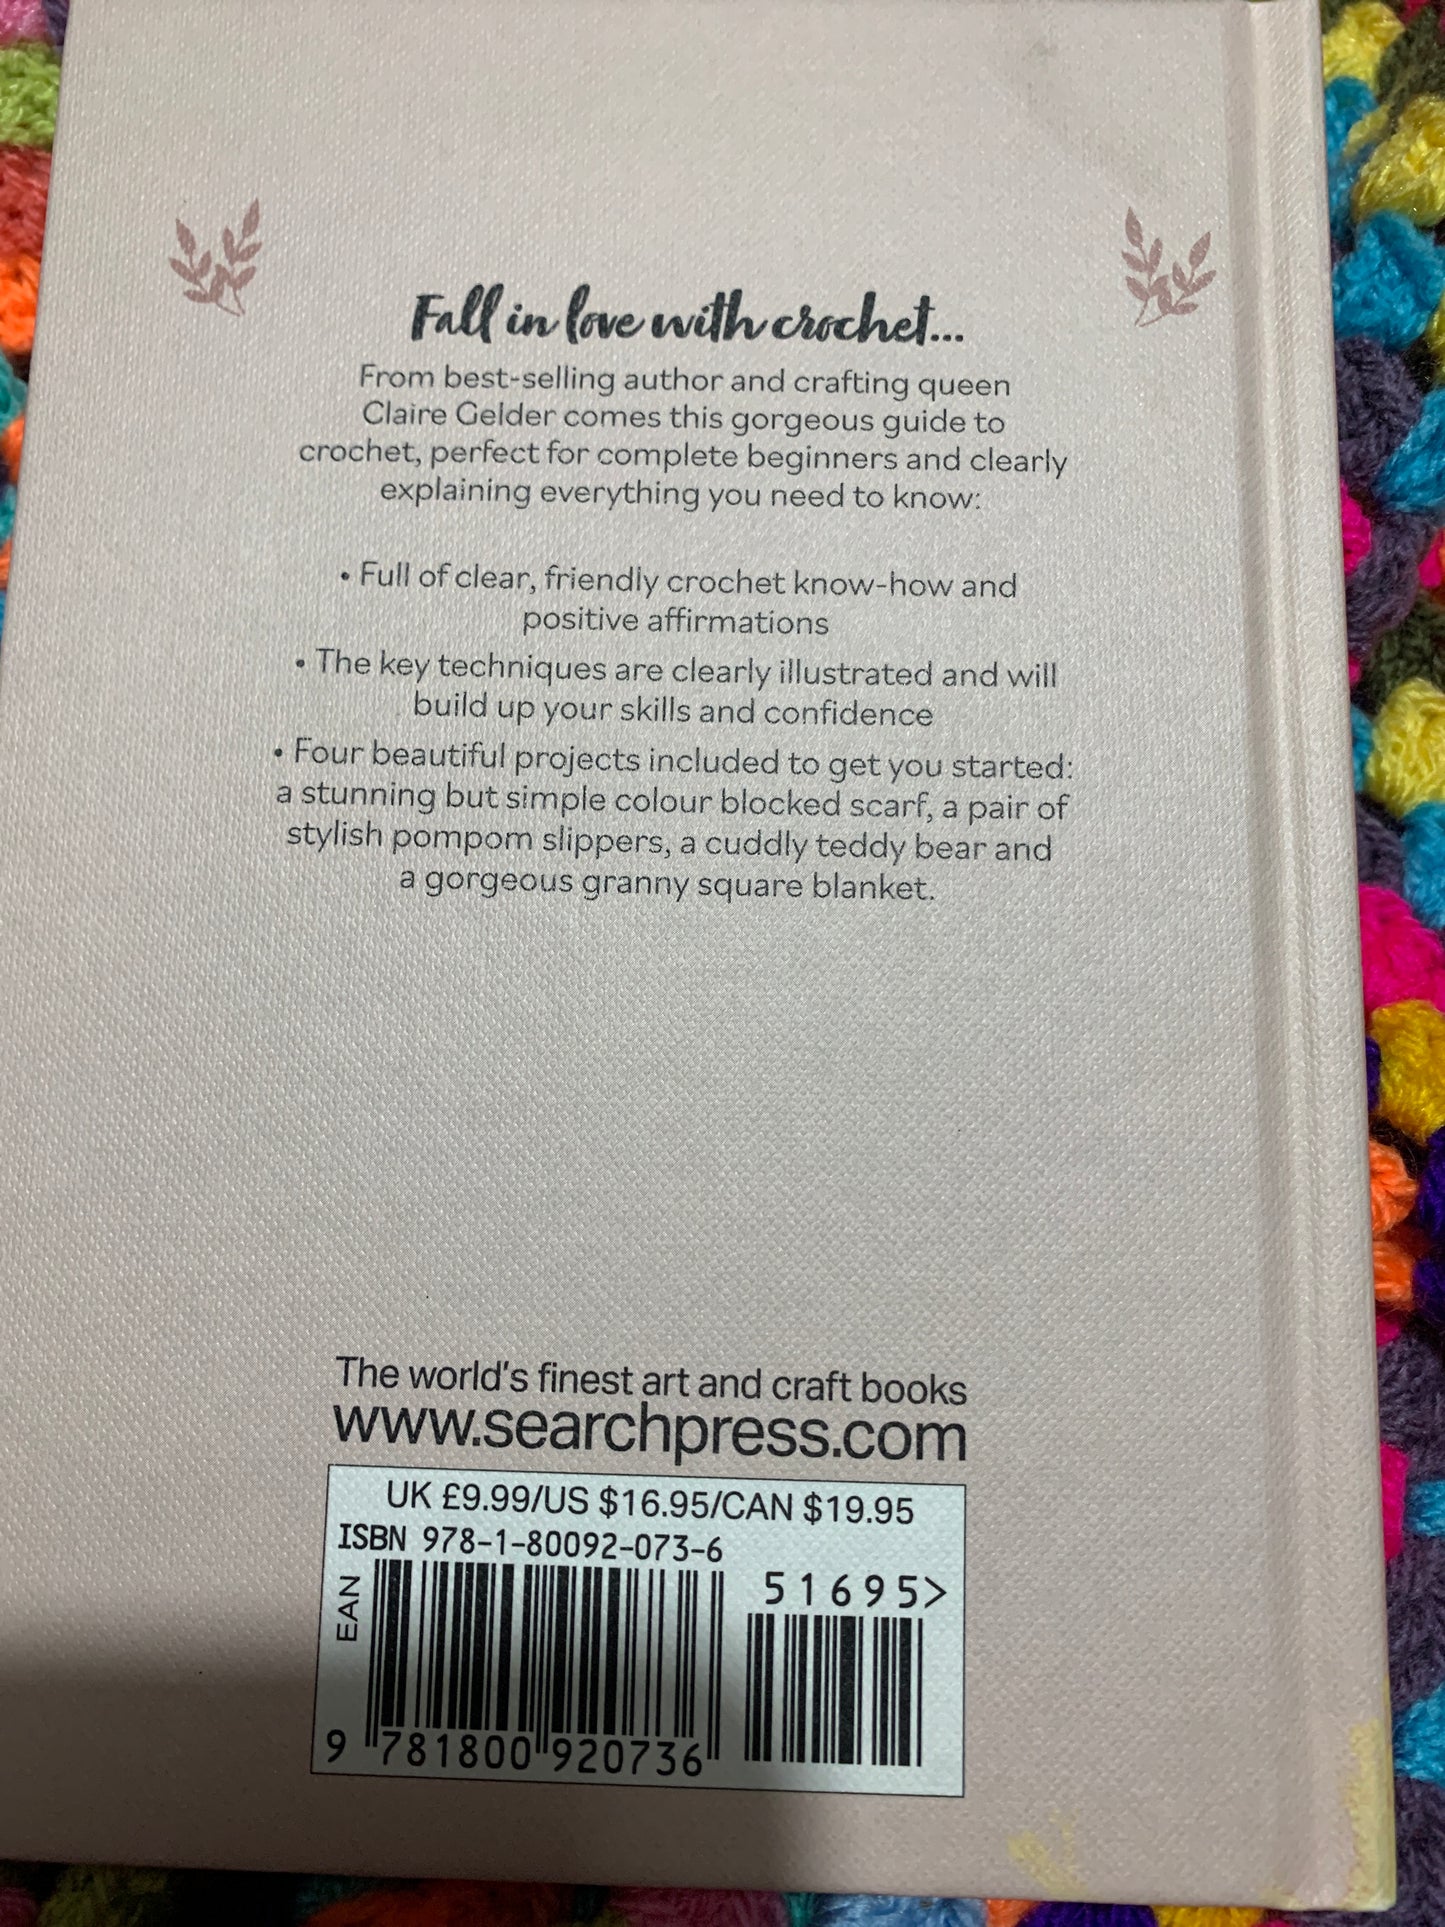 Fall in love with crochet...
From best-selling author and crafting queen
Claire Gelder comes this gorgeous guide to
crochet, perfect for complete beginners and clearly
explaining everything you need to know:
• Full of clear, friendly crochet know-how and
positive affirmations
• The key techniques are clearly illustrated and will
build up your skills and confidence
• Four beautiful projects included to get you started:
a stunning but simple colour blocked scarf, a pair of
stylish pompom slippers, a cuddly teddy bear and
a gorgeous granny square blanket.
The world's finest art and craft books
www.searchpress.com
UK £9.99/US $16.95/CAN $19.95
ISBN 978-1-80092-073-6
51695>
EAN
9 781800 920736